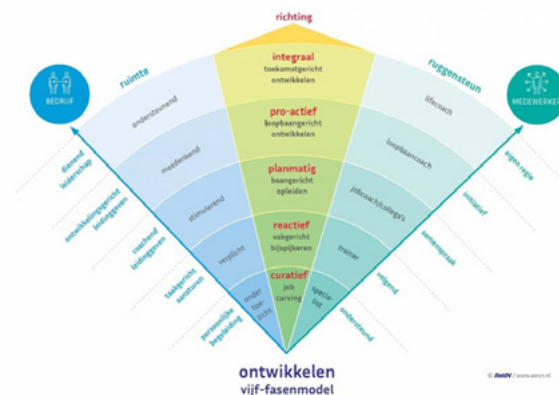 richting
integraal
toekomstgericht
ontwikkelen
pro-actief
loopbaangericht
ontwikkelen
planmatig
baangericht
opleiden
reactief
vakgericht
bijspijkeren
curatief
job
carving
ruimte
BEDRIJF
andersteunend
meedenkend
stimulerend
verplicht
onder
toe-
zicht
dienend
leiderschap
ontwikkelingsgericht
leidinggeven
coachend
leidinggeven
taakgericht
aansturen
persoonlijke
begeleiding
ruggensteun
MEDEWERKER
lifecoach
loopbaancoach
jobcoach/collega's
trainer
specia-
list
eigen regie
initiatief
samenspraak
volgend
ondersteund
ontwikkelen
vijf-fasenmodel